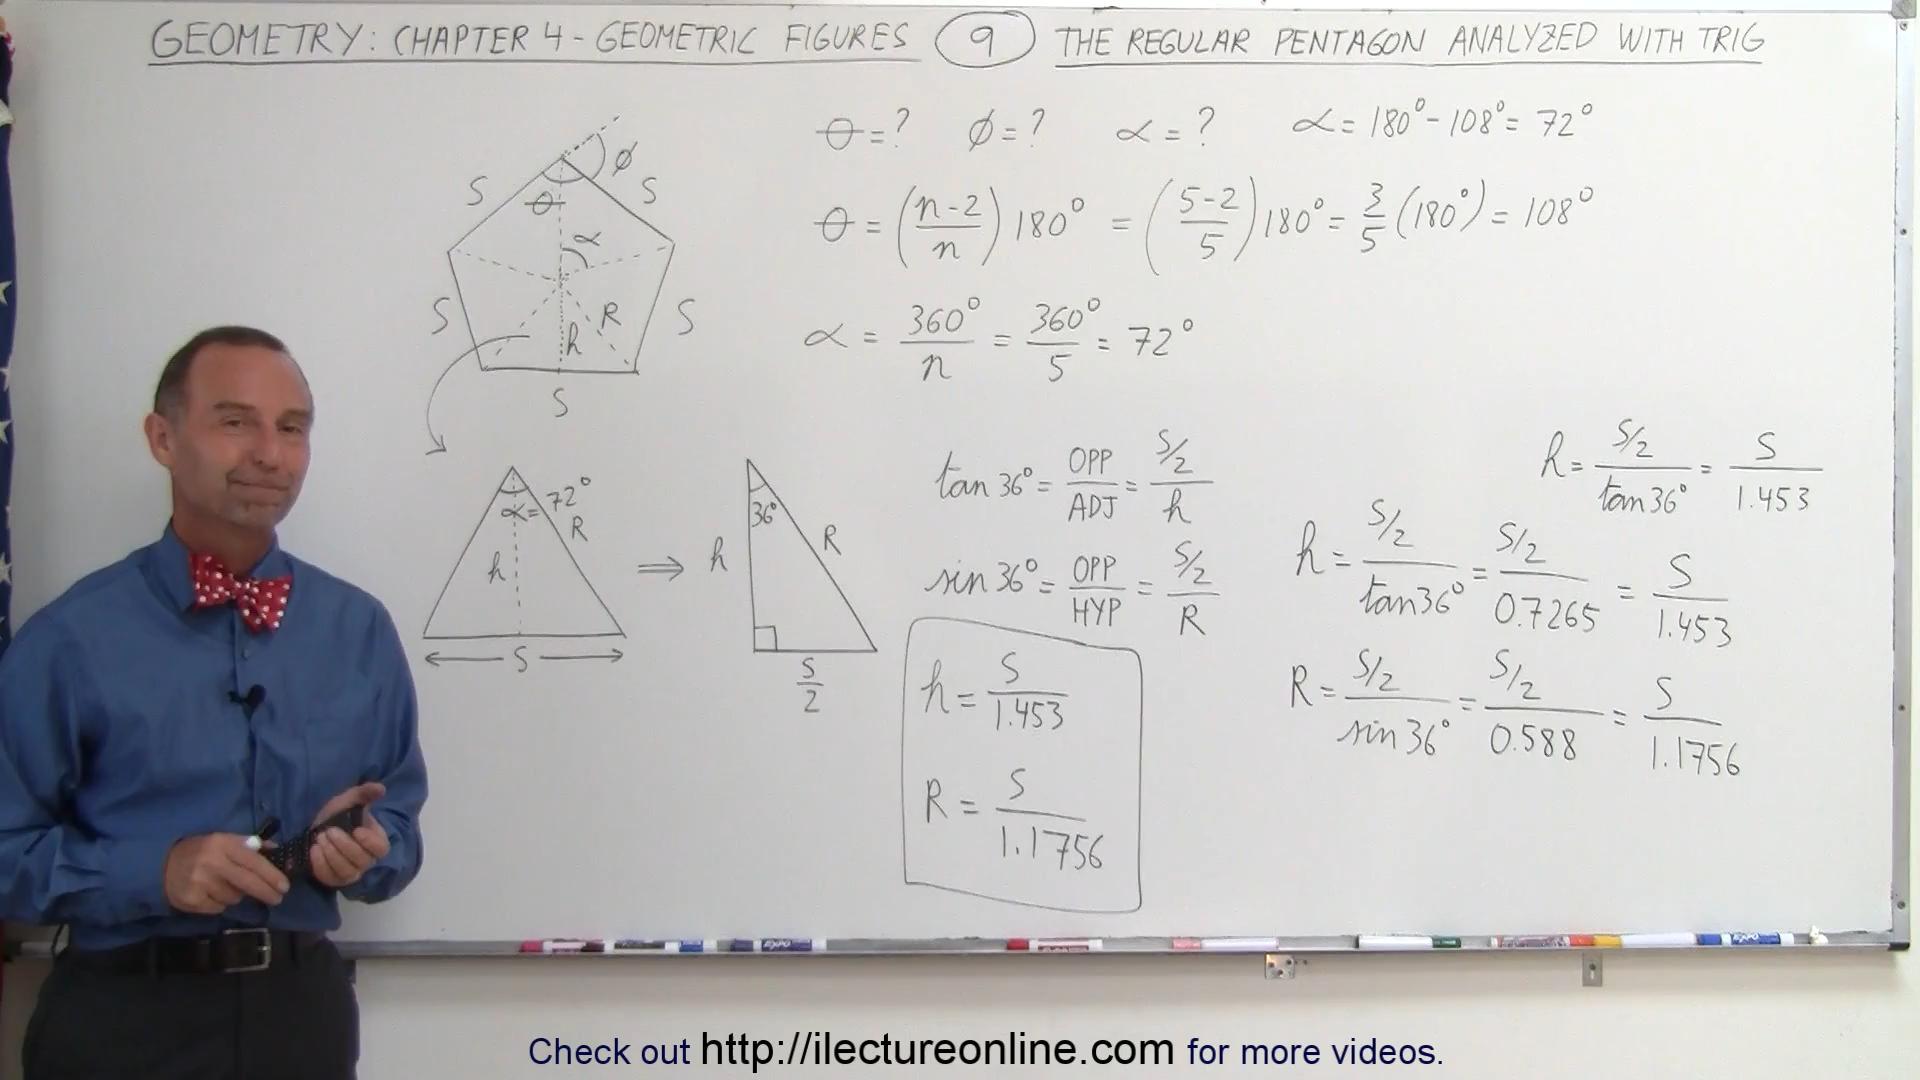 GEOMETRY: CHAPTER 4 - GEOMETRIC FIGURES 9 THE REGULAR PENTAGON ANALYZED WITH TRIG
θ = ? φ = ? α = ? α = 180° - 108° = 72°
φ
S θ S
α
θ = ((n-2)/n) 180° = ((5-2)/5) 180° = 3/5 (180°) = 108°
S R S
h
S
α = 360°/n = 360°/5 = 72°
α = 72°
R
h
S
⇒
36°
h R
S/2
tan 36° = OPP/ADJ = (S/2)/h
sin 36° = OPP/HYP = (S/2)/R
h = S/1.453
R = S/1.1756
h = (S/2)/tan 36° = S/1.453
h = (S/2)/tan 36° = (S/2)/0.7265 = S/1.453
R = (S/2)/sin 36° = (S/2)/0.588 = S/1.1756
EXPO EXPO
Check out http://ilectureonline.com for more videos.